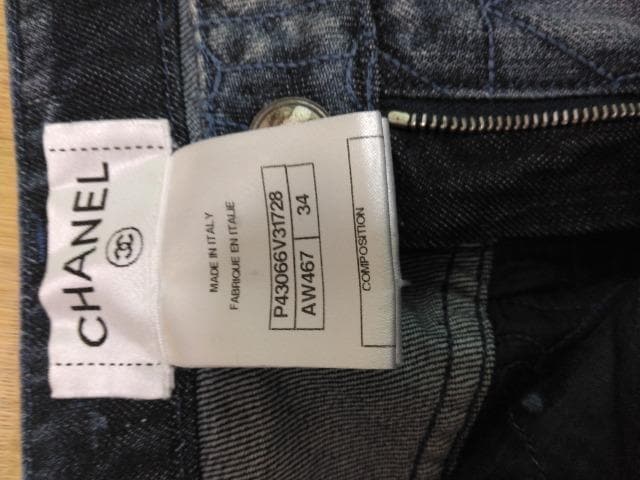 CHANEL
MADE IN ITALY
FABRIQUE EN ITALIE
P43066V31728
AW467 34
COMPOSITION